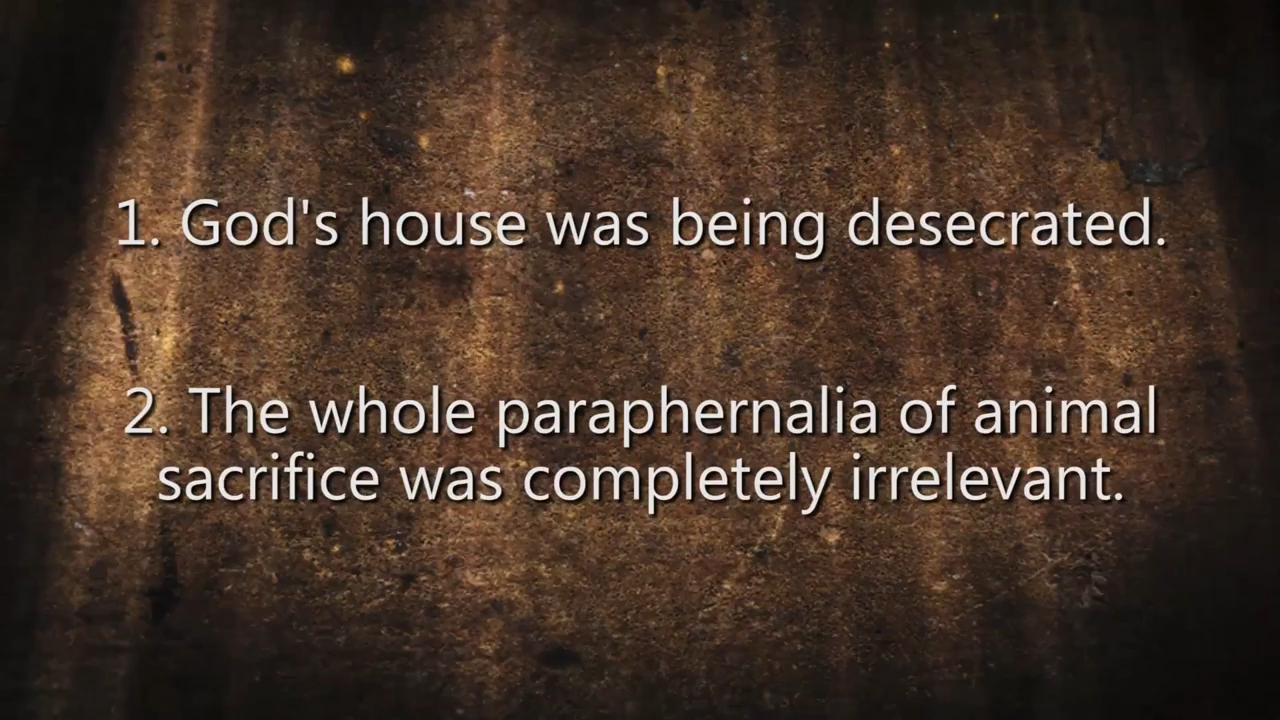 1. God's house was being desecrated.
2. The whole paraphernalia of animal
sacrifice was completely irrelevant.